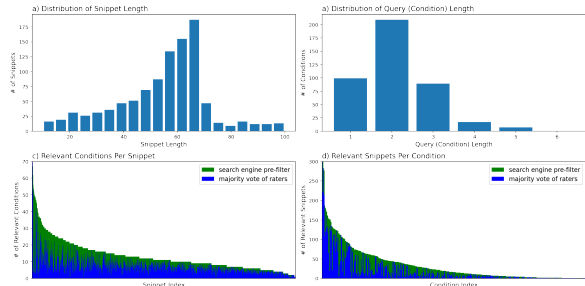 a) Distribution of Snippet Length
# of Snippets
175
150
125
100
75
50
25
0
20
40
60
80
100
Snippet Length
a) Distribution of Query (Condition) Length
# of Conditions
200
150
100
50
0
1
2
3
4
5
6
Query (Condition) Length
c) Relevant Conditions Per Snippet
# of Relevant Conditions
70
60
50
40
30
20
10
0
search engine pre-filter
majority vote of raters
Snippet Index
d) Relevant Snippets Per Condition
# of Relevant Snippets
300
250
200
150
100
50
0
search engine pre-filter
majority vote of raters
Condition Index